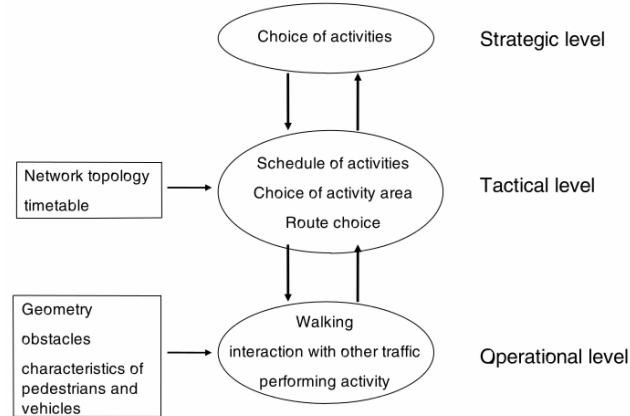 Choice of activities
Strategic level
Schedule of activities
Choice of activity area
Route choice
Tactical level
Network topology
timetable
Walking
interaction with other traffic
performing activity
Operational level
Geometry
obstacles
characteristics of
pedestrians and
vehicles